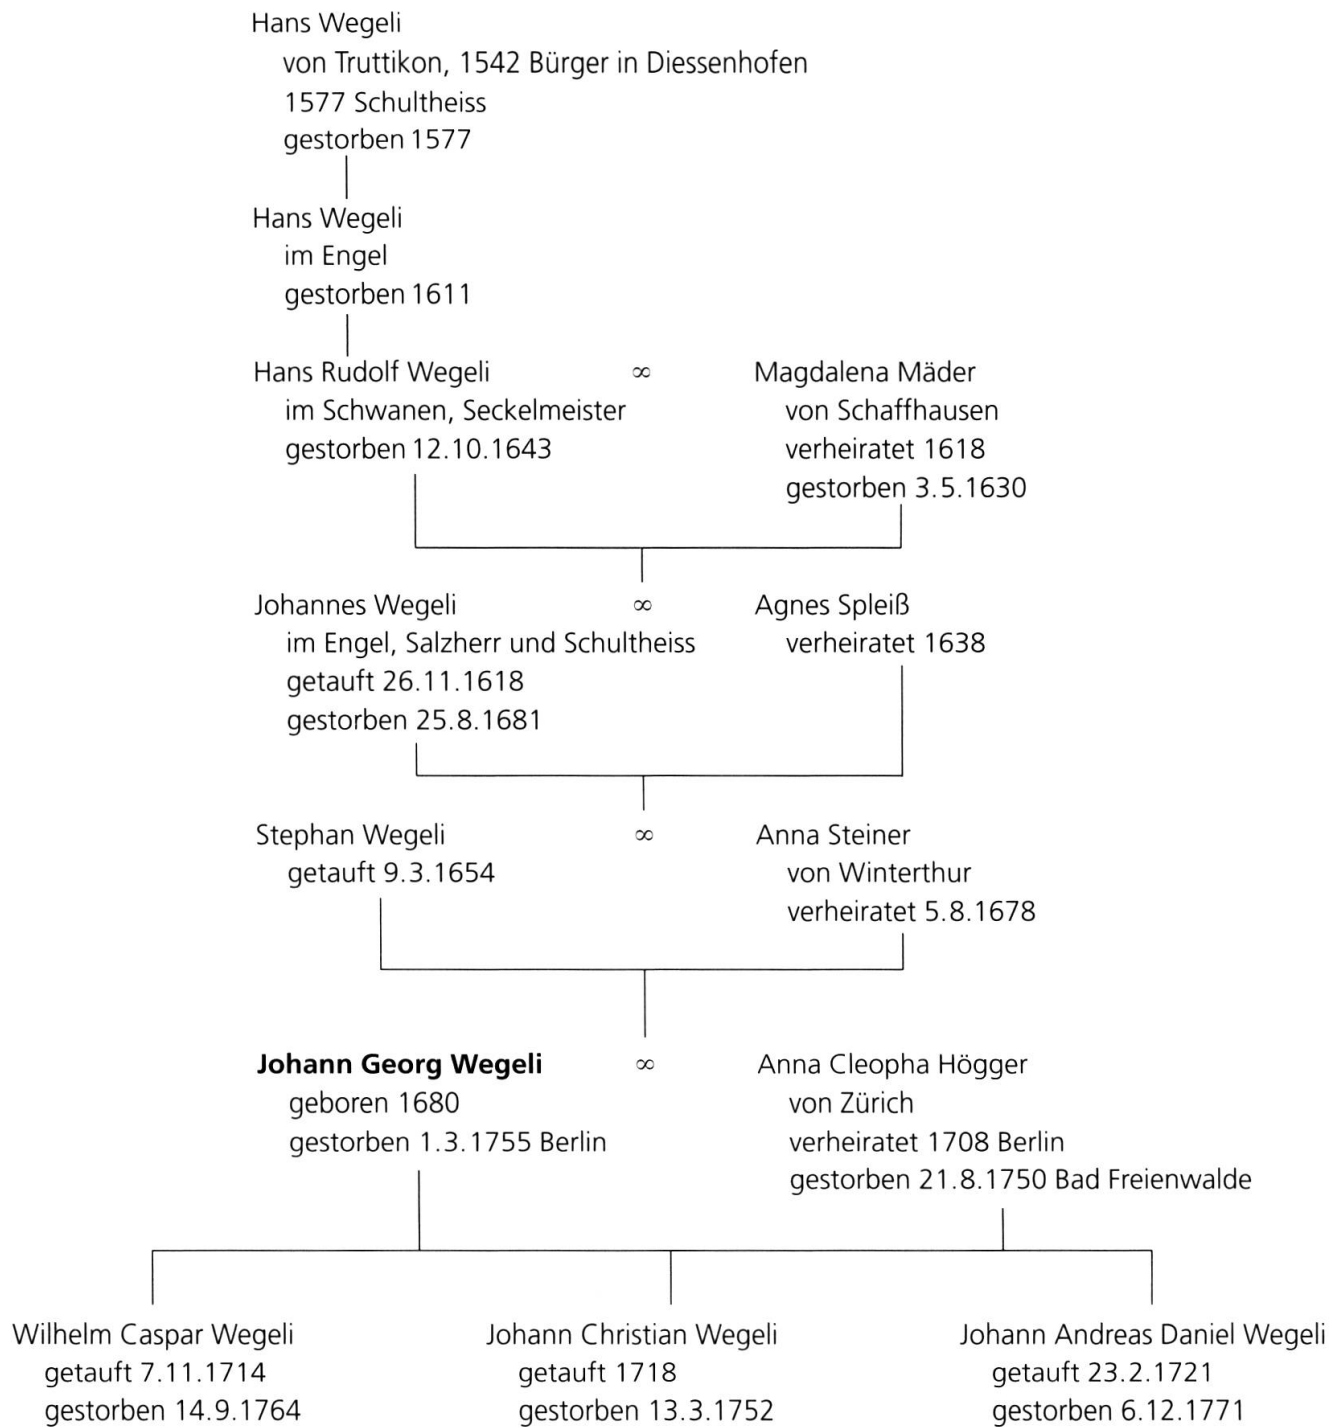 Hans Wegeli
von Truttikon, 1542 Bürger in Diessenhofen
1577 Schultheiss
gestorben 1577
Hans Wegeli
im Engel
gestorben 1611
Hans Rudolf Wegeli ∞ Magdalena Mäder
im Schwanen, Seckelmeister von Schaffhausen
gestorben 12.10.1643 verheiratet 1618
gestorben 3.5.1630
Johannes Wegeli ∞ Agnes Spleiß
im Engel, Salzherr und Schultheiss verheiratet 1638
getauft 26.11.1618
gestorben 25.8.1681
Stephan Wegeli ∞ Anna Steiner
getauft 9.3.1654 von Winterthur
verheiratet 5.8.1678
Johann Georg Wegeli ∞ Anna Cleopha Högger
geboren 1680 von Zürich
gestorben 1.3.1755 Berlin verheiratet 1708 Berlin
gestorben 21.8.1750 Bad Freienwalde
Wilhelm Caspar Wegeli Johann Christian Wegeli Johann Andreas Daniel Wegeli
getauft 7.11.1714 getauft 1718 getauft 23.2.1721
gestorben 14.9.1764 gestorben 13.3.1752 gestorben 6.12.1771